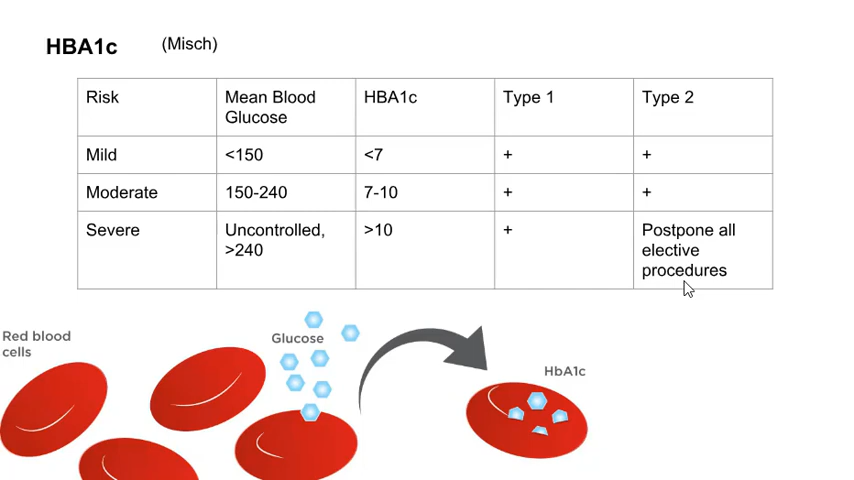 HBA1c (Misch)
Risk Mean Blood Glucose HBA1c Type 1 Type 2
Mild <150 <7 + +
Moderate 150-240 7-10 + +
Severe Uncontrolled, >240 >10 + Postpone all elective procedures
Red blood
cells
Glucose
HbA1c